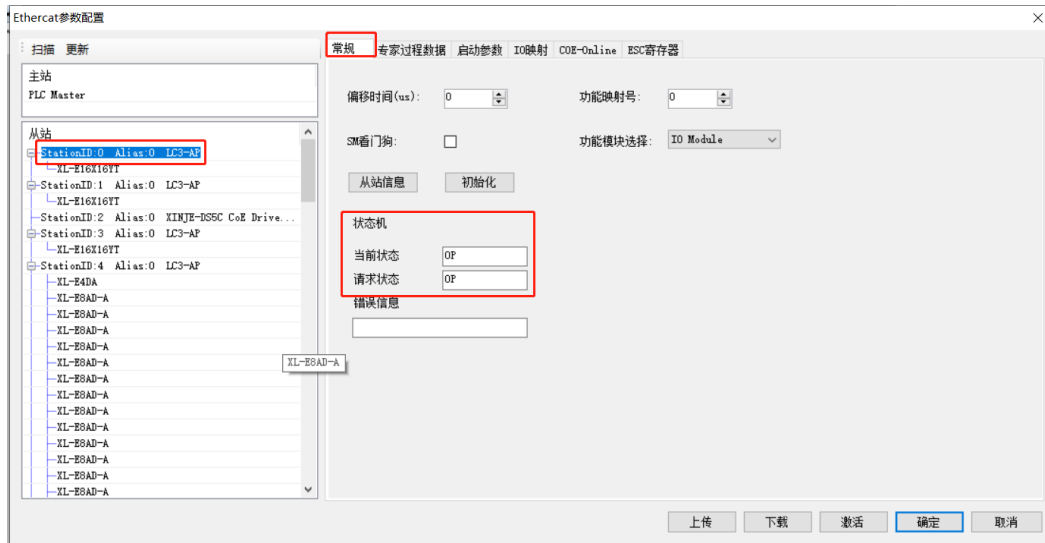 Ethercat参数配置
扫描 更新
主站
PLC Master
从站
StationID:0 Alias:0 LC3-AP
XL-E16X16YT
StationID:1 Alias:0 LC3-AP
XL-E16X16YT
StationID:2 Alias:0 XINJE-DS5C CoE Drive...
StationID:3 Alias:0 LC3-AP
XL-E16X16YT
StationID:4 Alias:0 LC3-AP
XL-E4DA
XL-E8AD-A
XL-E8AD-A
XL-E8AD-A
XL-E8AD-A
XL-E8AD-A
XL-E8AD-A
XL-E8AD-A
XL-E8AD-A
XL-E8AD-A
XL-E8AD-A
XL-E8AD-A
XL-E8AD-A
XL-E8AD-A
XL-E8AD-A
常规 专家过程数据 启动参数 IO映射 COE-Online ESC寄存器
偏移时间(us): 0 功能映射号: 0
SM看门狗: 功能模块选择: IO Module
从站信息 初始化
状态机
当前状态 OP
请求状态 OP
错误信息
上传 下载 激活 确定 取消